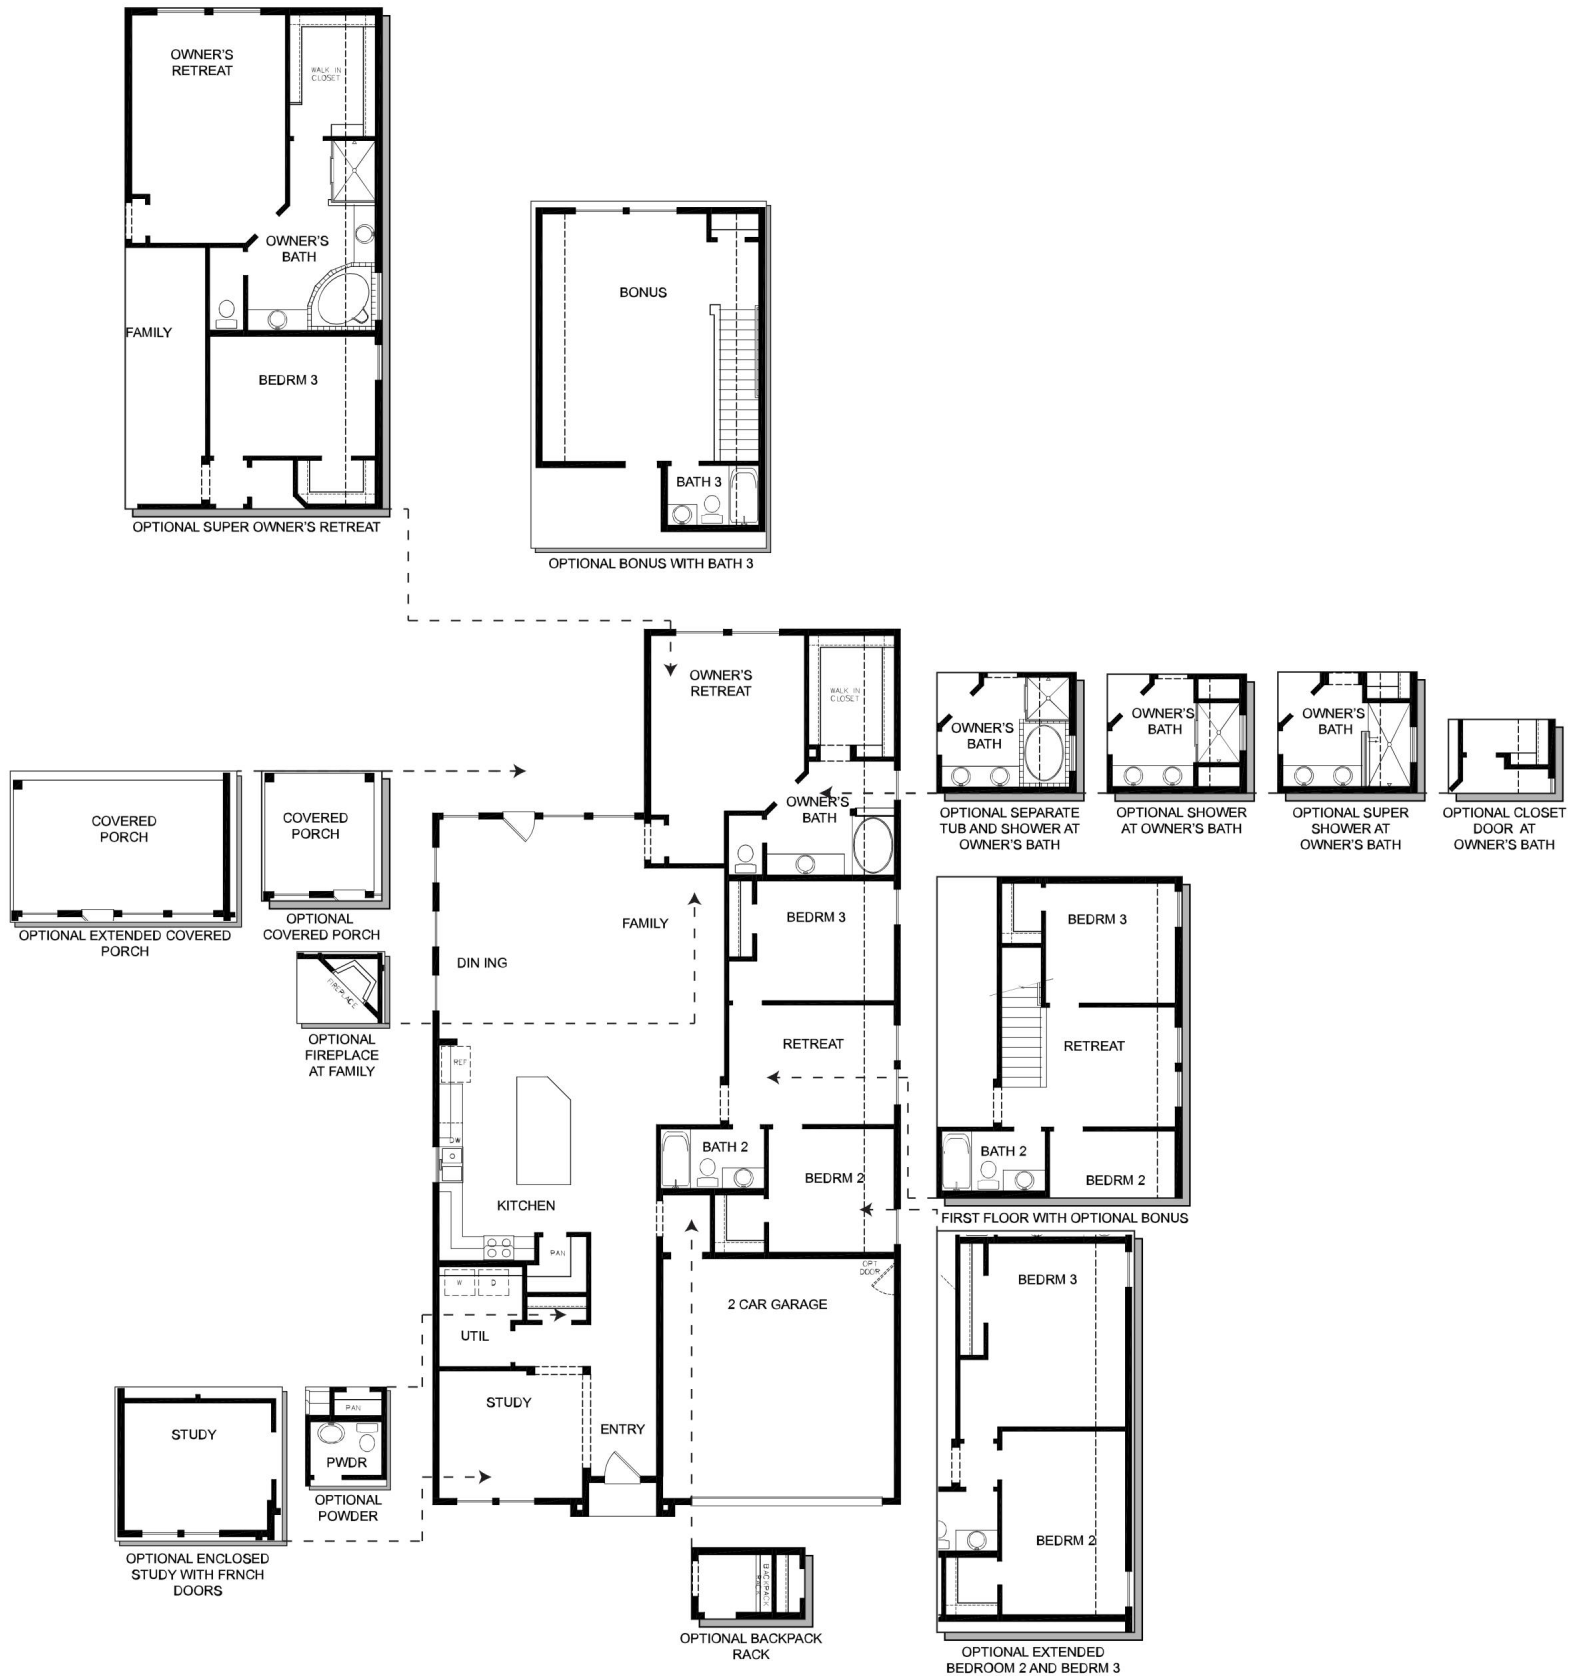 OWNER'S
RETREAT
WALK IN
CLOSET
OWNER'S
BATH
FAMILY
BEDRM 3
OPTIONAL SUPER OWNER'S RETREAT
BONUS
BATH 3
OPTIONAL BONUS WITH BATH 3
OWNER'S
RETREAT
WALK IN
CLOSET
OWNER'S
BATH
FAMILY
DIN ING
BEDRM 3
RETREAT
REF
DW
BATH 2
BEDRM 2
KITCHEN
PAN
W
D
OPT
DOOR
2 CAR GARAGE
UTIL
STUDY
ENTRY
COVERED
PORCH
OPTIONAL EXTENDED COVERED
PORCH
COVERED
PORCH
OPTIONAL
COVERED PORCH
FIREPLACE
OPTIONAL
FIREPLACE
AT FAMILY
OWNER'S
BATH
OPTIONAL SEPARATE
TUB AND SHOWER AT
OWNER'S BATH
OWNER'S
BATH
OPTIONAL SHOWER
AT OWNER'S BATH
OWNER'S
BATH
OPTIONAL SUPER
SHOWER AT
OWNER'S BATH
OPTIONAL CLOSET
DOOR AT
OWNER'S BATH
BEDRM 3
RETREAT
BATH 2
BEDRM 2
FIRST FLOOR WITH OPTIONAL BONUS
BEDRM 3
BEDRM 2
OPTIONAL EXTENDED
BEDROOM 2 AND BEDRM 3
STUDY
OPTIONAL ENCLOSED
STUDY WITH FRNCH
DOORS
PAN
PWDR
OPTIONAL
POWDER
BACKPACK
RACK
OPTIONAL BACKPACK
RACK